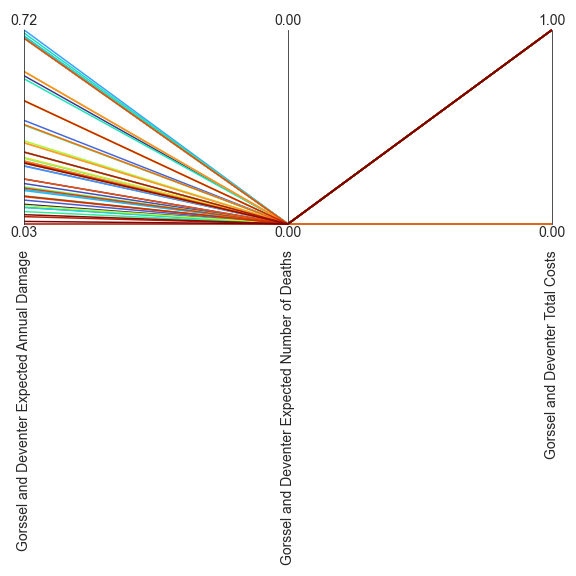 0.72
0.00
1.00
0.03
0.00
0.00
Gorssel and Deventer Expected Annual Damage
Gorssel and Deventer Expected Number of Deaths
Gorssel and Deventer Total Costs